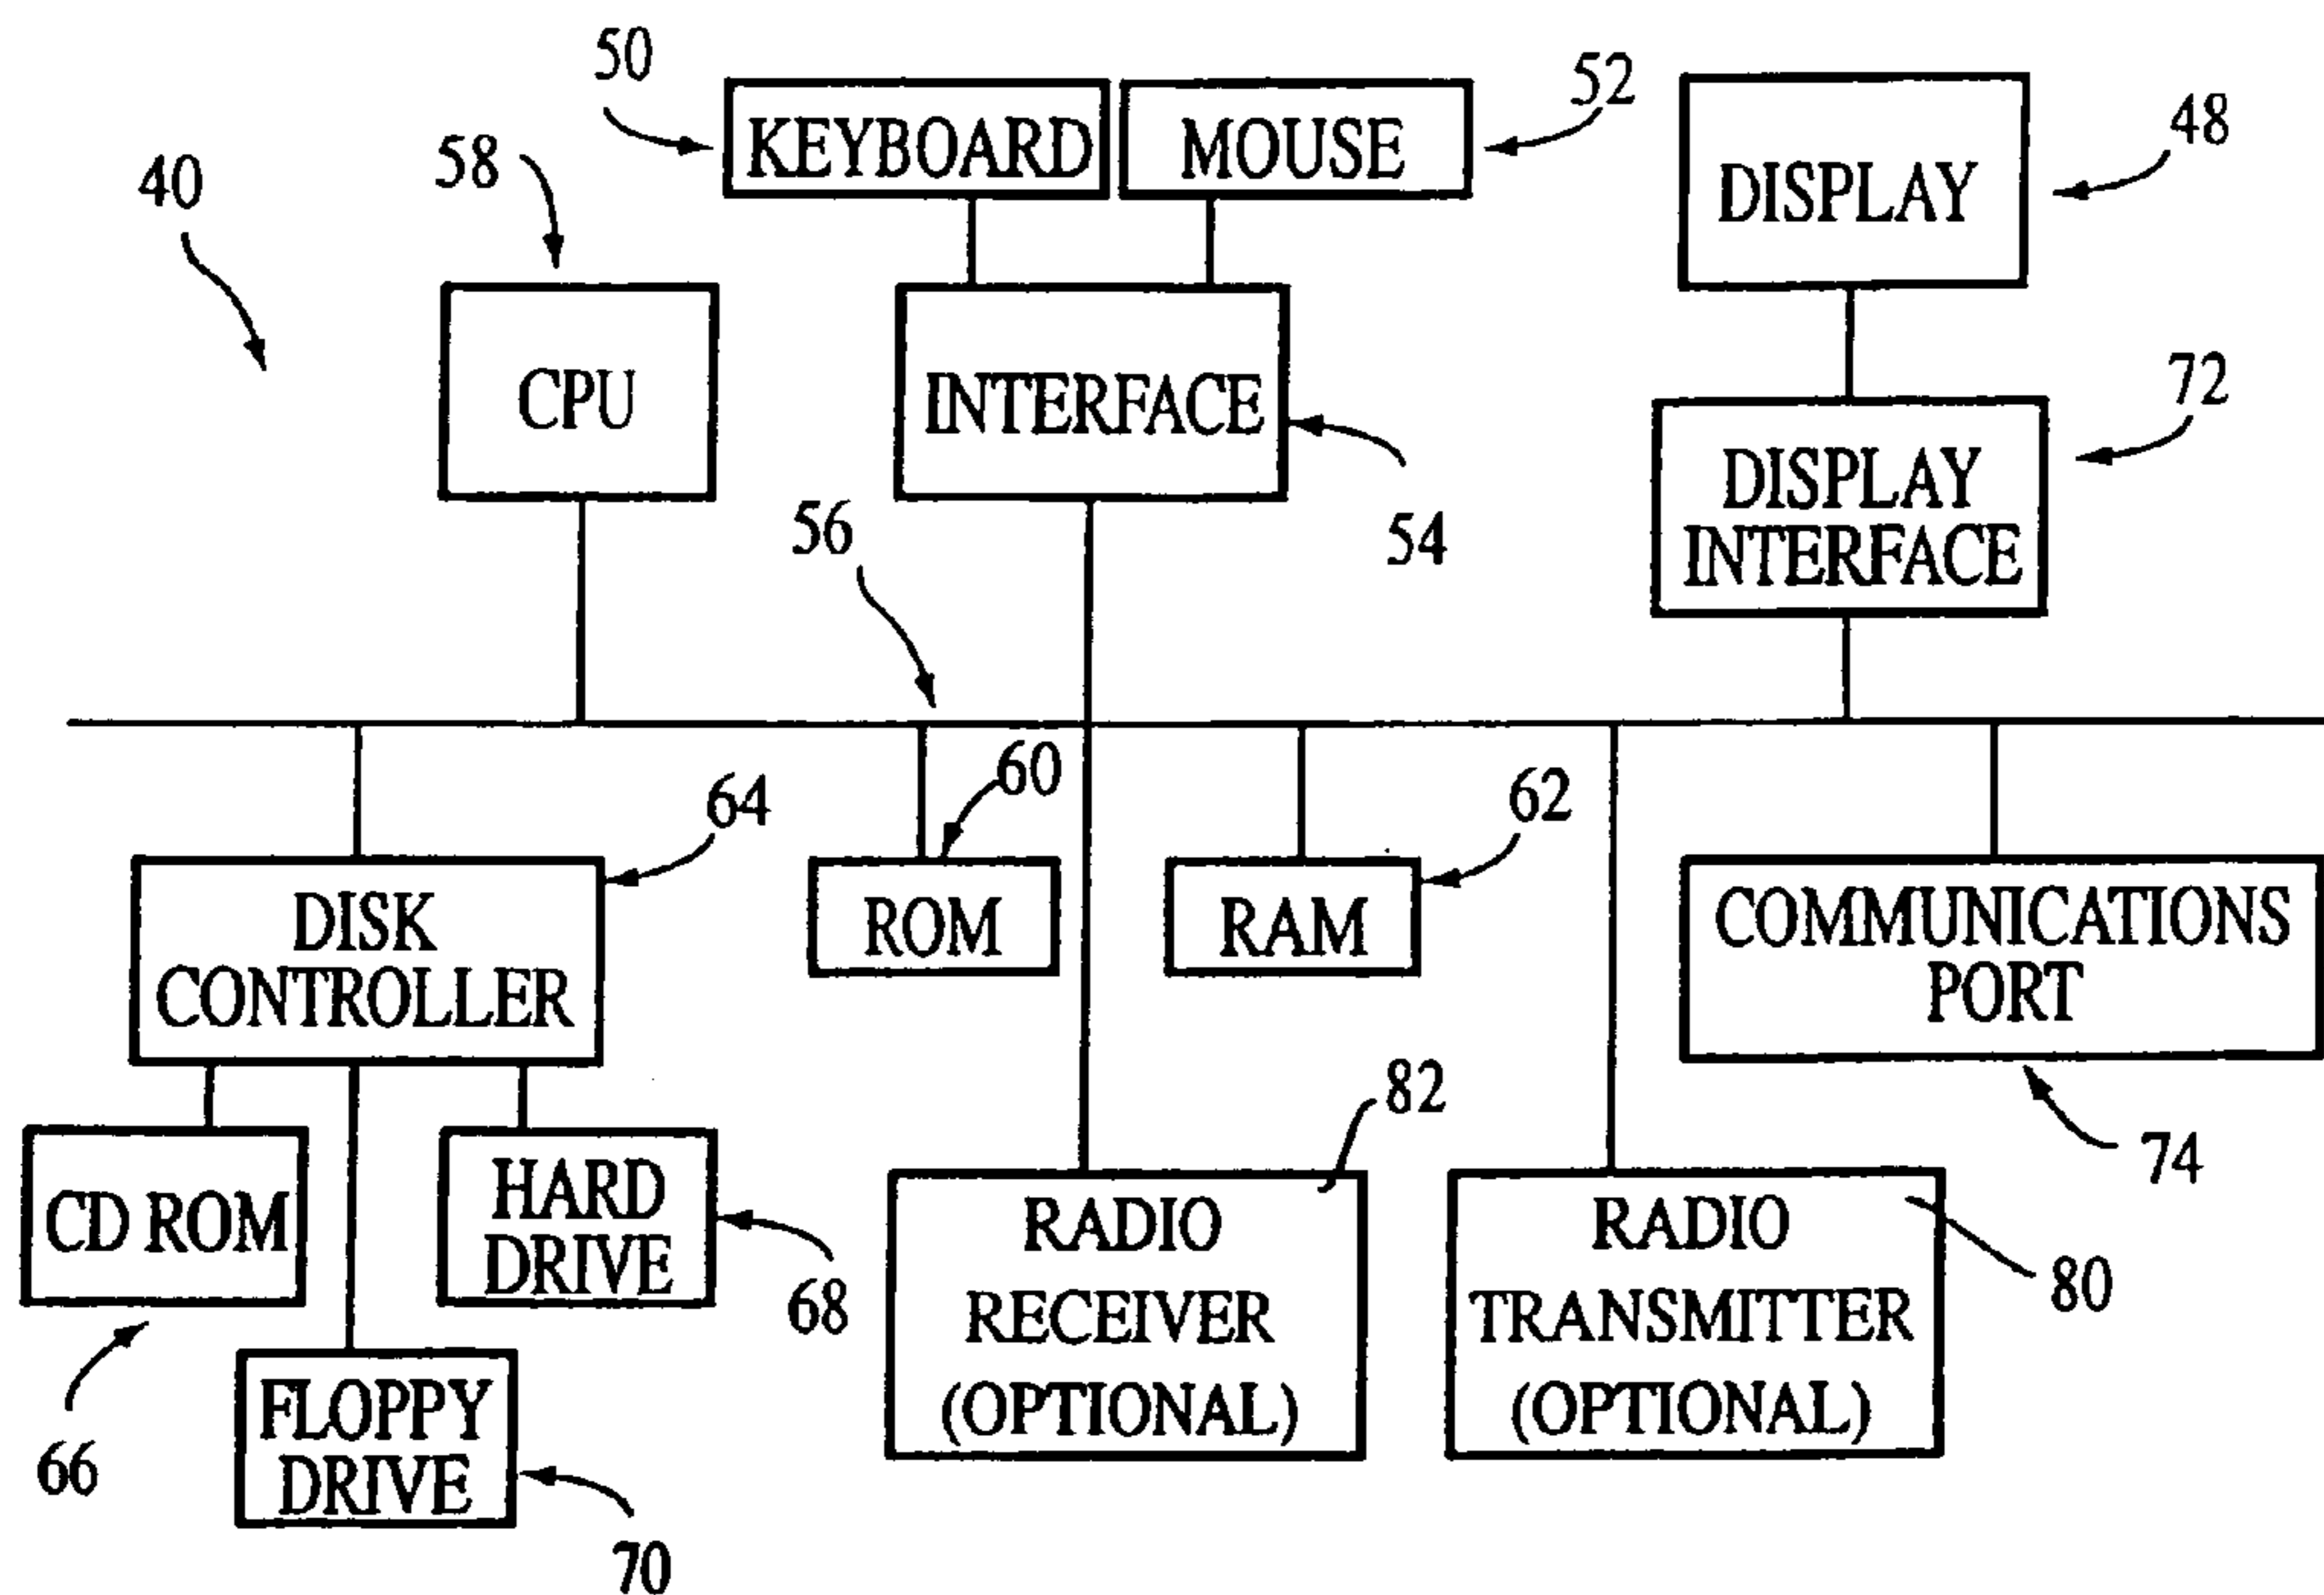 50
KEYBOARD
MOUSE
52
DISPLAY
48
58
40
CPU
INTERFACE
54
72
DISPLAY
INTERFACE
56
64
DISK
CONTROLLER
60
ROM
62
RAM
COMMUNICATIONS
PORT
74
CD ROM
66
HARD
DRIVE
68
FLOPPY
DRIVE
70
82
RADIO
RECEIVER
(OPTIONAL)
RADIO
TRANSMITTER
(OPTIONAL)
80